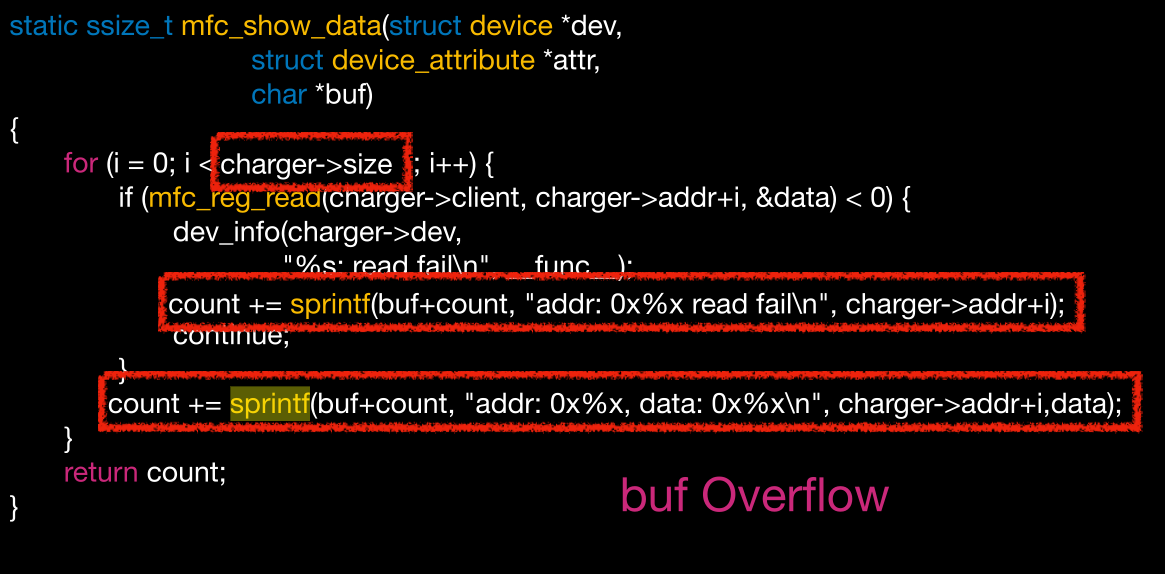 static ssize_t mfc_show_data(struct device *dev,
struct device_attribute *attr,
char *buf)
{
for (i = 0; i < charger->size ; i++) {
if (mfc_reg_read(charger->client, charger->addr+i, &data) < 0) {
dev_info(charger->dev,
"%s: read fail\n", __func__);
count += sprintf(buf+count, "addr: 0x%x read fail\n", charger->addr+i);
continue;
}
count += sprintf(buf+count, "addr: 0x%x, data: 0x%x\n", charger->addr+i,data);
}
return count;
}
buf Overflow